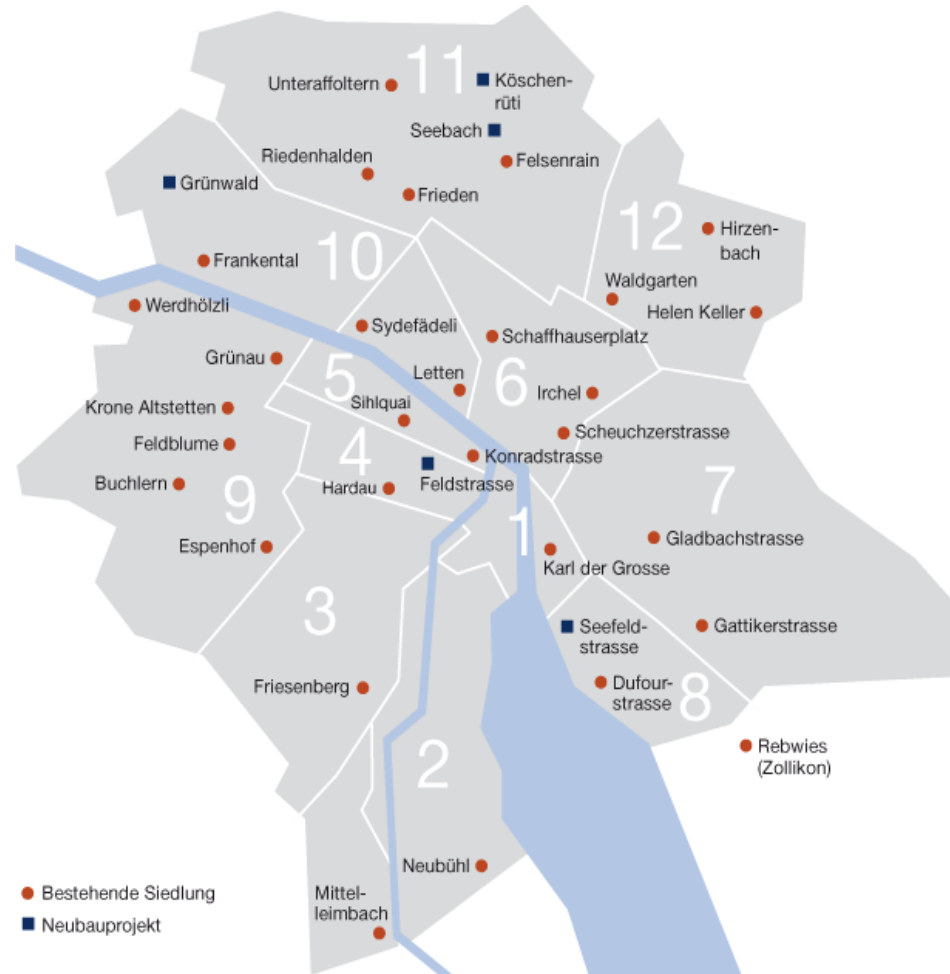 11
Unteraffoltern
Köschen-
rüti
Seebach
Riedenhalden
Felsenrain
Grünwald
Frieden
12
Hirzen-
bach
10
Frankental
Waldgarten
Werdhölzli
Helen Keller
Sydefädeli
Schaffhauserplatz
Grünau
5
Letten
6
Irchel
Krone Altstetten
Sihlquai
Feldblume
Scheuchzerstrasse
4
Konradstrasse
7
Buchlern
Hardau
Feldstrasse
9
1
Espenhof
Gladbachstrasse
Karl der Grosse
3
Seefeld-
strasse
Gattikerstrasse
Friesenberg
Dufour-
strasse
8
2
Rebwies
(Zollikon)
Neubühl
Bestehende Siedlung
Mittel-
leimbach
Neubauprojekt